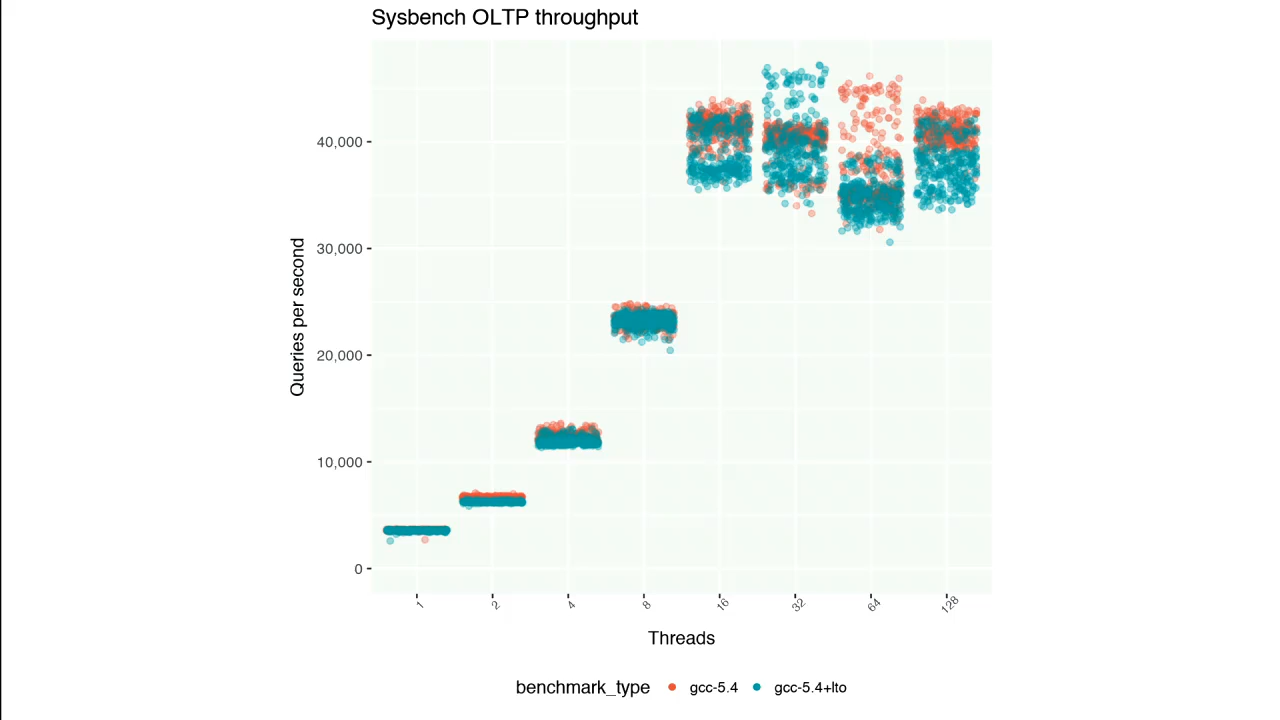 Sysbench OLTP throughput
Queries per second
40,000
30,000
20,000
10,000
0
1 2 4 8 16 32 64 128
Threads
benchmark_type gcc-5.4 gcc-5.4+lto